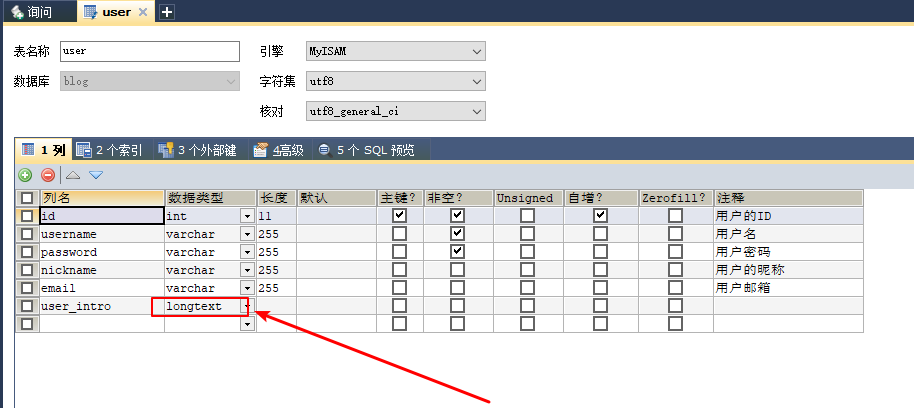 询问 user
表名称 user 引擎 MyISAM
数据库 blog 字符集 utf8
核对 utf8_general_ci
1 列 2 个索引 3 个外部键 4高级 5 个 SQL 预览
列名 数据类型 长度 默认 主键? 非空? Unsigned 自增? Zerofill? 注释
id int 11 用户的ID
username varchar 255 用户名
password varchar 255 用户密码
nickname varchar 255 用户的昵称
email varchar 255 用户邮箱
user_intro longtext